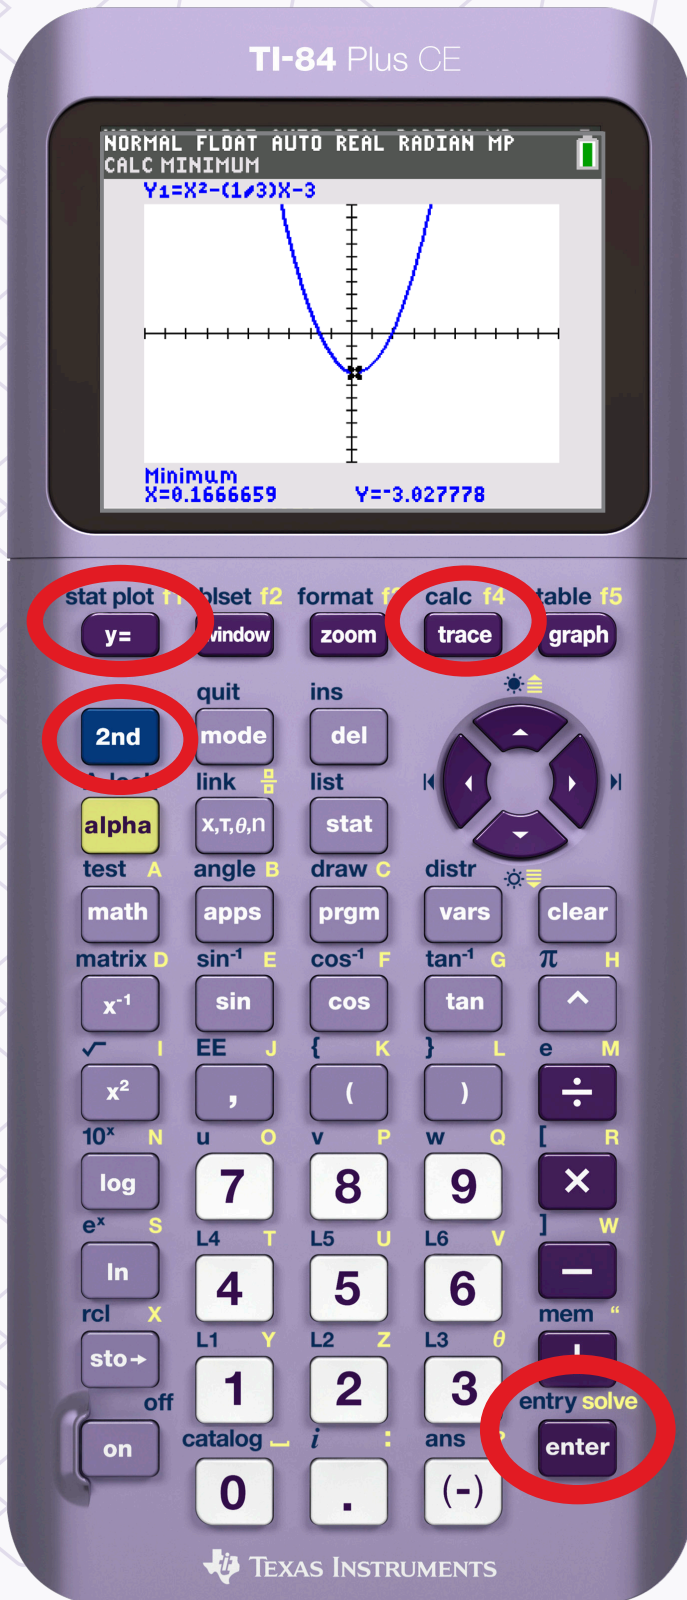 TI-84 Plus CE
NORMAL FLOAT AUTO REAL RADIAN MP
CALC MINIMUM
Y1=X²-(1/3)X-3
Minimum
X=0.1666659 Y=-3.027778
stat plot f1 tblset f2 format f3 calc f4 table f5
y= window zoom trace graph
quit ins
2nd mode del
A-lock link list
alpha X,T,θ,n stat
test A angle B draw C distr
math apps prgm vars clear
matrix D sin-1 E cos-1 F tan-1 G π H
x-1 sin cos tan ^
√ I EE J { K } L e M
x² , ( ) ÷
10ˣ N u O v P w Q [ R
log 7 8 9 ×
eˣ S L4 T L5 U L6 V ] W
ln 4 5 6 −
rcl X L1 Y L2 Z L3 θ mem "
sto→ 1 2 3 +
off catalog ⎵ i : ans ? entry solve
on 0 . (-) enter
TEXAS INSTRUMENTS